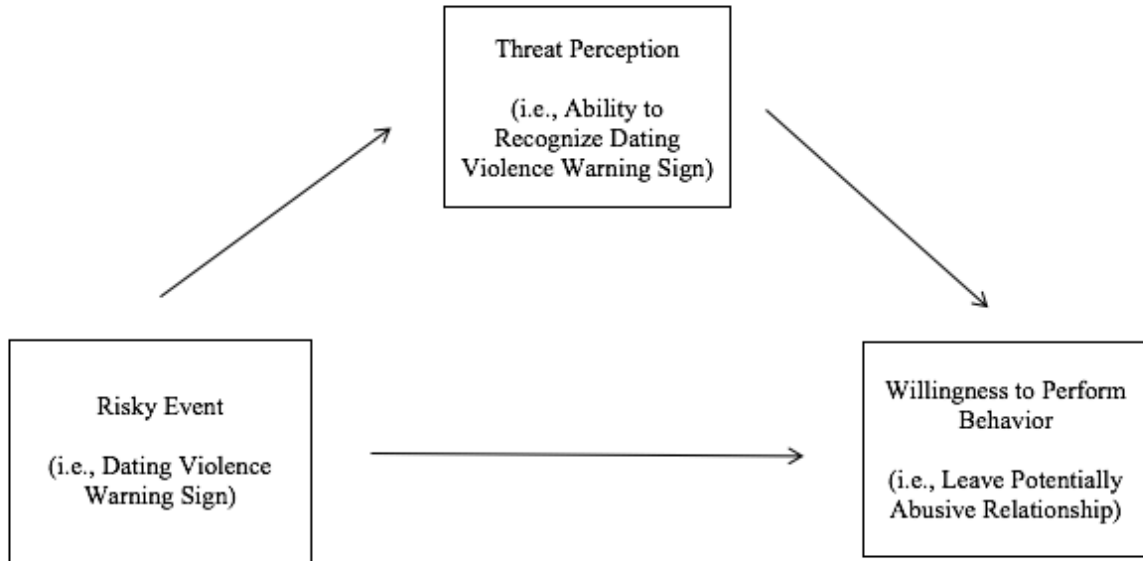 Threat Perception
(i.e., Ability to
Recognize Dating
Violence Warning Sign)
Risky Event
(i.e., Dating Violence
Warning Sign)
Willingness to Perform
Behavior
(i.e., Leave Potentially
Abusive Relationship)